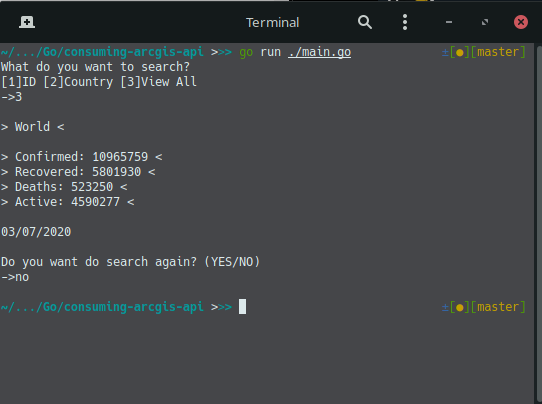 Terminal
~/.../Go/consuming-arcgis-api >>> go run ./main.go ±[●][master]
What do you want to search?
[1]ID [2]Country [3]View All
->3
> World <
> Confirmed: 10965759 <
> Recovered: 5801930 <
> Deaths: 523250 <
> Active: 4590277 <
03/07/2020
Do you want do search again? (YES/NO)
->no
~/.../Go/consuming-arcgis-api >>> ±[●][master]